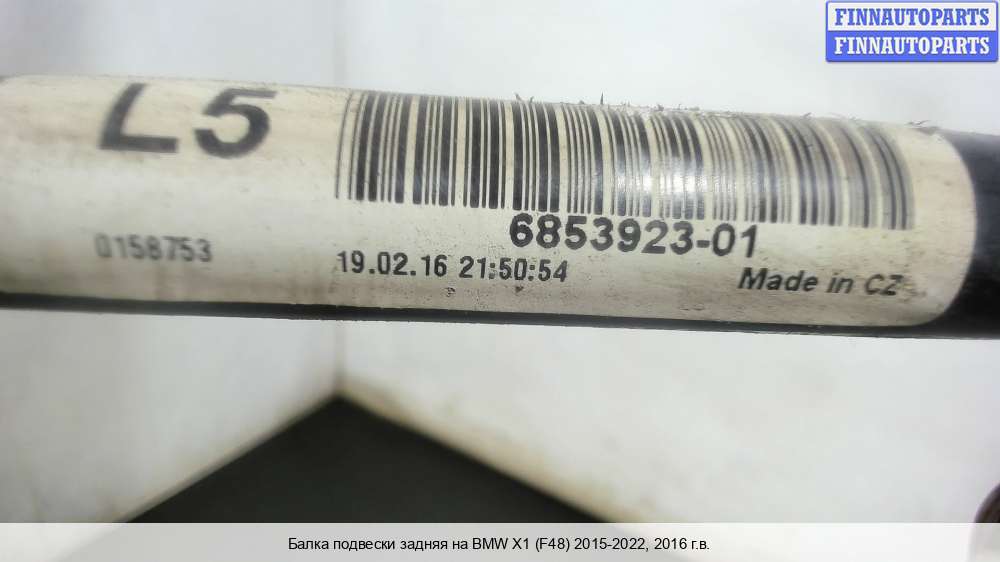 FINNAUTOPARTS
FINNAUTOPARTS
L5
6853923-01
0158753
19.02.16 21:50:54
Made in CZ
Балка подвески задняя на BMW X1 (F48) 2015-2022, 2016 г.в.